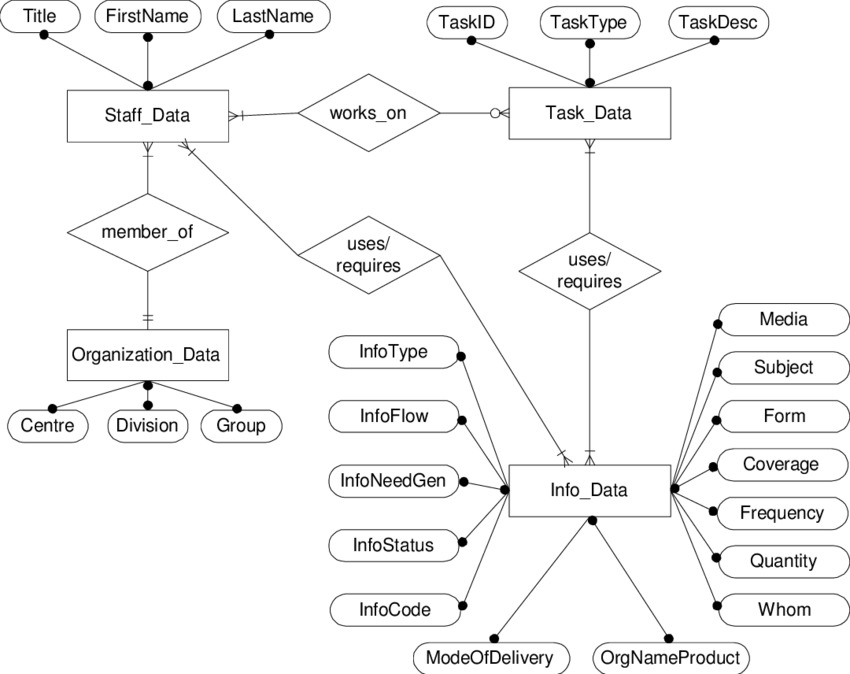 Title
FirstName
LastName
TaskID
TaskType
TaskDesc
Staff_Data
works_on
Task_Data
member_of
uses/
requires
uses/
requires
Organization_Data
Centre
Division
Group
InfoType
InfoFlow
InfoNeedGen
InfoStatus
InfoCode
Info_Data
Media
Subject
Form
Coverage
Frequency
Quantity
Whom
ModeOfDelivery
OrgNameProduct